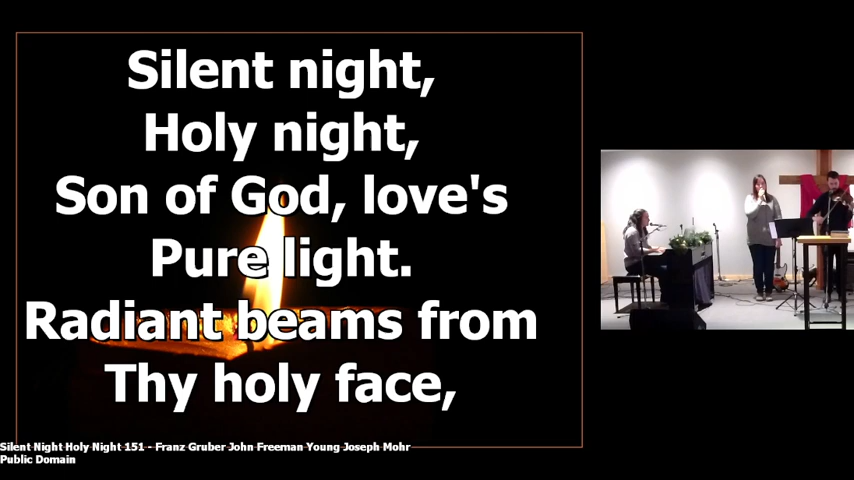 Silent night,
Holy night,
Son of God, love's
Pure light.
Radiant beams from
Thy holy face,
Silent Night Holy Night 151 - Franz Gruber John Freeman Young Joseph Mohr
Public Domain